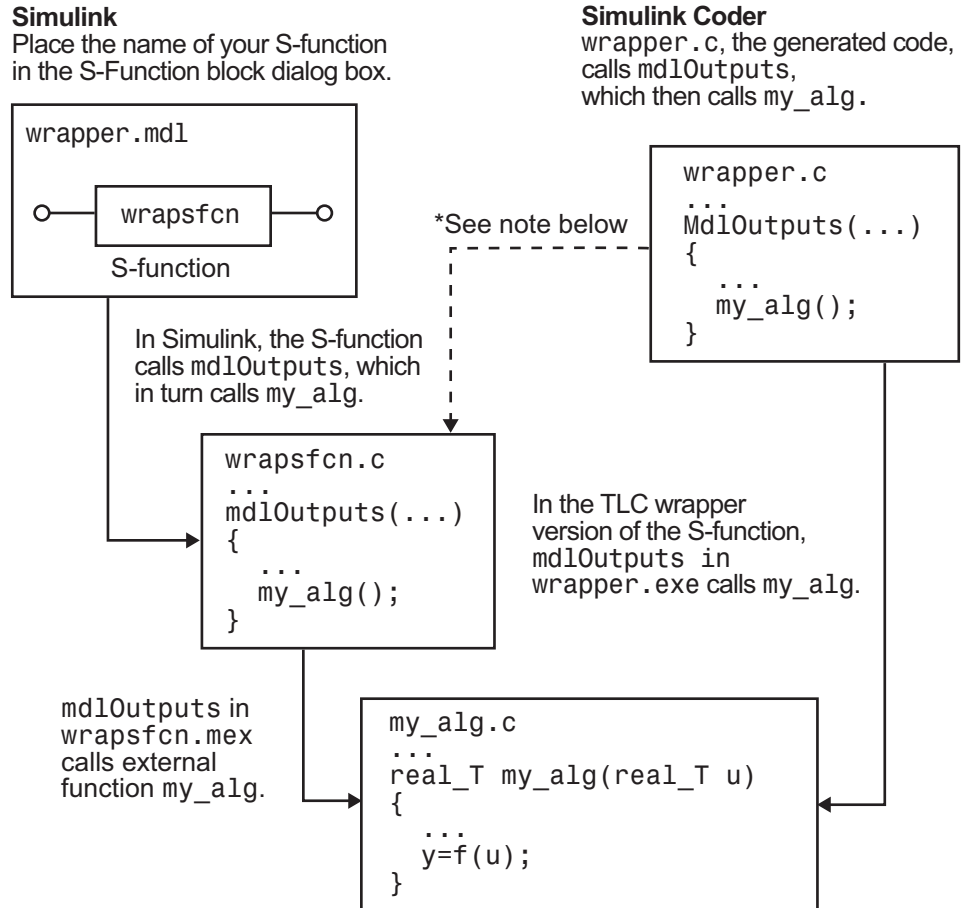 Simulink
Place the name of your S-function
in the S-Function block dialog box.
wrapper.mdl
wrapsfcn
S-function
Simulink Coder
wrapper.c, the generated code,
calls mdlOutputs,
which then calls my_alg.
wrapper.c
...
MdlOutputs(...)
{
...
my_alg();
}
*See note below
In Simulink, the S-function
calls mdlOutputs, which
in turn calls my_alg.
wrapsfcn.c
...
mdlOutputs(...)
{
...
my_alg();
}
In the TLC wrapper
version of the S-function,
mdlOutputs in
wrapper.exe calls my_alg.
mdlOutputs in
wrapsfcn.mex
calls external
function my_alg.
my_alg.c
...
real_T my_alg(real_T u)
{
...
y=f(u);
}